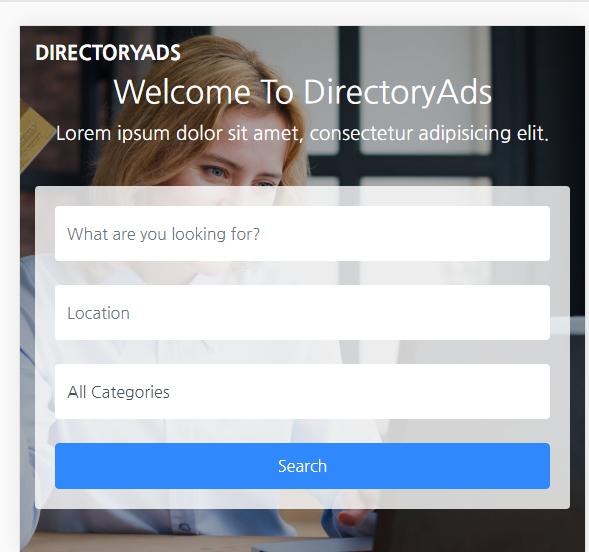 DIRECTORYADS
Welcome To DirectoryAds
Lorem ipsum dolor sit amet, consectetur adipisicing elit.
What are you looking for?
Location
All Categories
Search